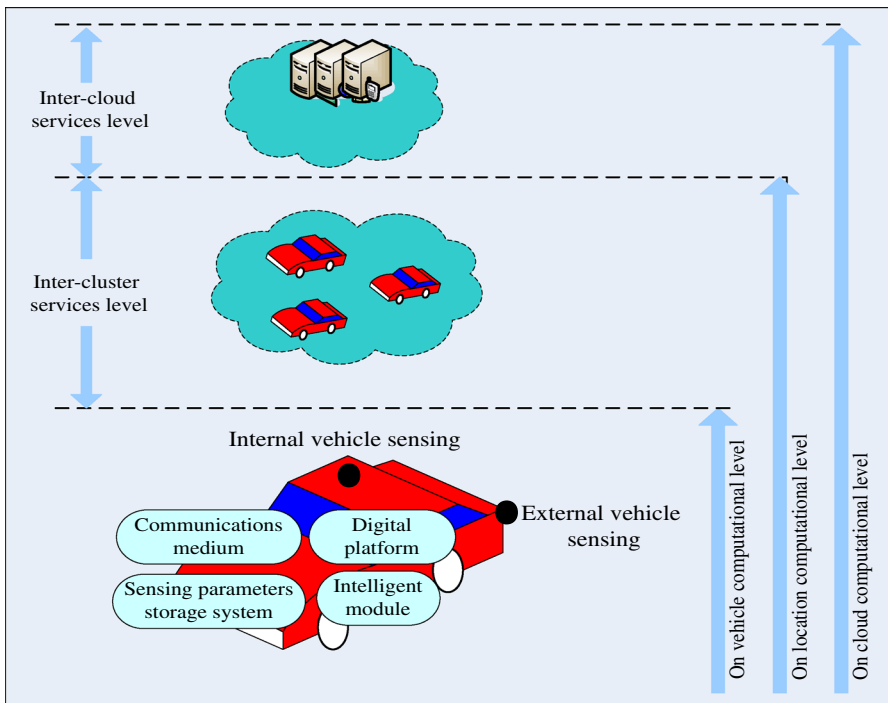 Inter-cloud
services level
Inter-cluster
services level
Internal vehicle sensing
External vehicle
sensing
Communications
medium
Digital
platform
Sensing parameters
storage system
Intelligent
module
On vehicle computational level
On location computational level
On cloud computational level